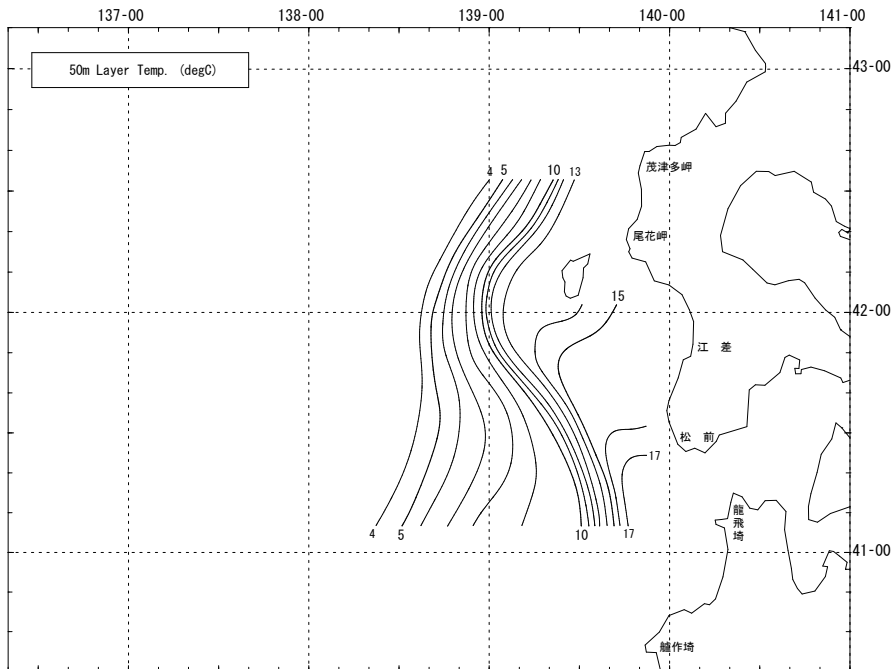 137-00 138-00 139-00 140-00 141-00
50m Layer Temp. (degC)
43-00
4 5 10 13
茂津多岬
尾花岬
15
42-00
江 差
松 前
17
龍飛埼
4 5 10 17
41-00
艫作埼